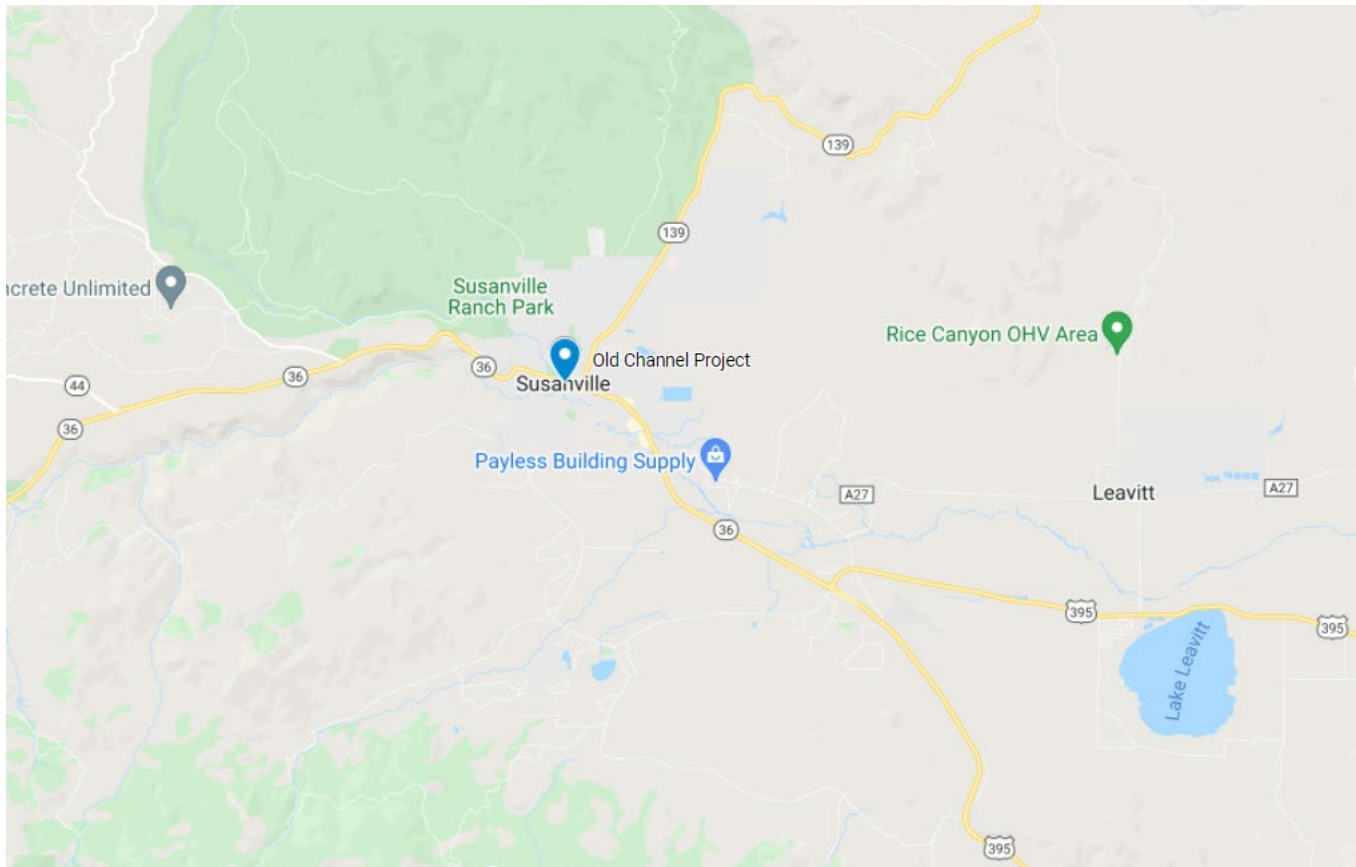 139
139
ncrete Unlimited
Susanville
Ranch Park
Rice Canyon OHV Area
36
36
Old Channel Project
44
Susanville
36
Payless Building Supply
A27
Leavitt
A27
36
395
395
Lake Leavitt
395